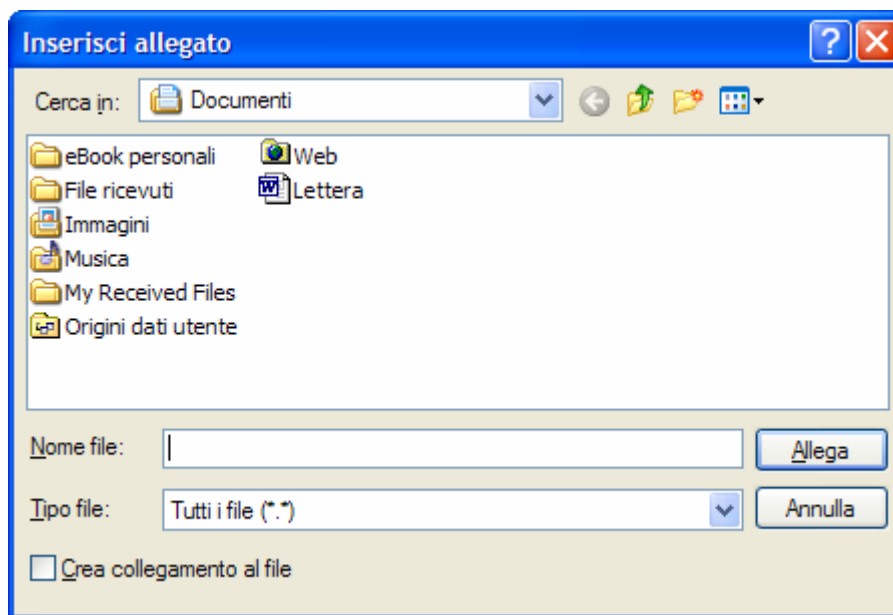 Inserisci allegato
Cerca in: Documenti
eBook personali
File ricevuti
Immagini
Musica
My Received Files
Origini dati utente
Web
Lettera
Nome file:
Allega
Tipo file: Tutti i file (*.*)
Annulla
Crea collegamento al file